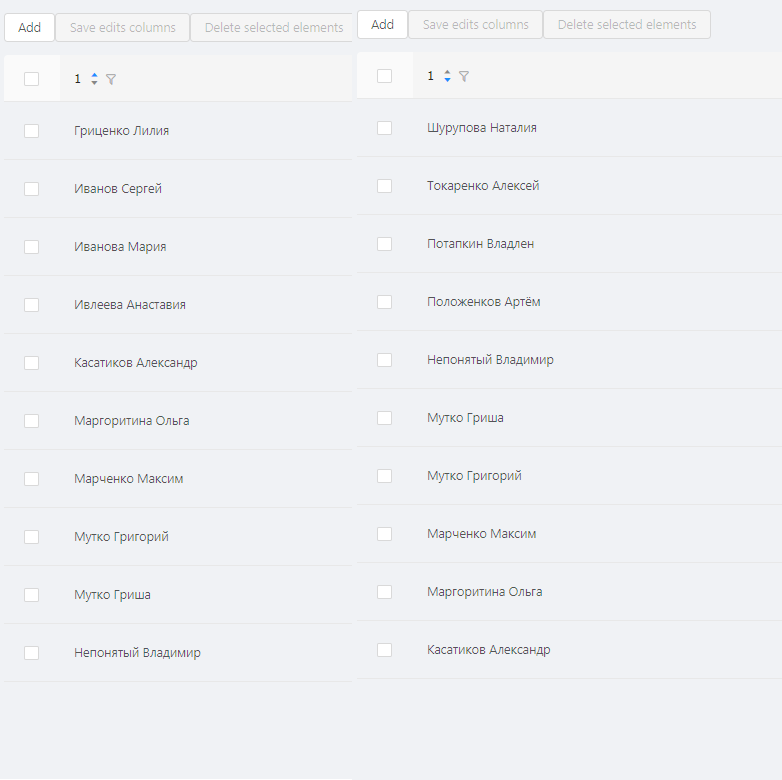 Add Save edits columns Delete selected elements
1
Гриценко Лилия
Иванов Сергей
Иванова Мария
Ивлеева Анаставия
Касатиков Александр
Маргоритина Ольга
Марченко Максим
Мутко Григорий
Мутко Гриша
Непонятый Владимир
Add Save edits columns Delete selected elements
1
Шурупова Наталия
Токаренко Алексей
Потапкин Владлен
Положенков Артём
Непонятый Владимир
Мутко Гриша
Мутко Григорий
Марченко Максим
Маргоритина Ольга
Касатиков Александр